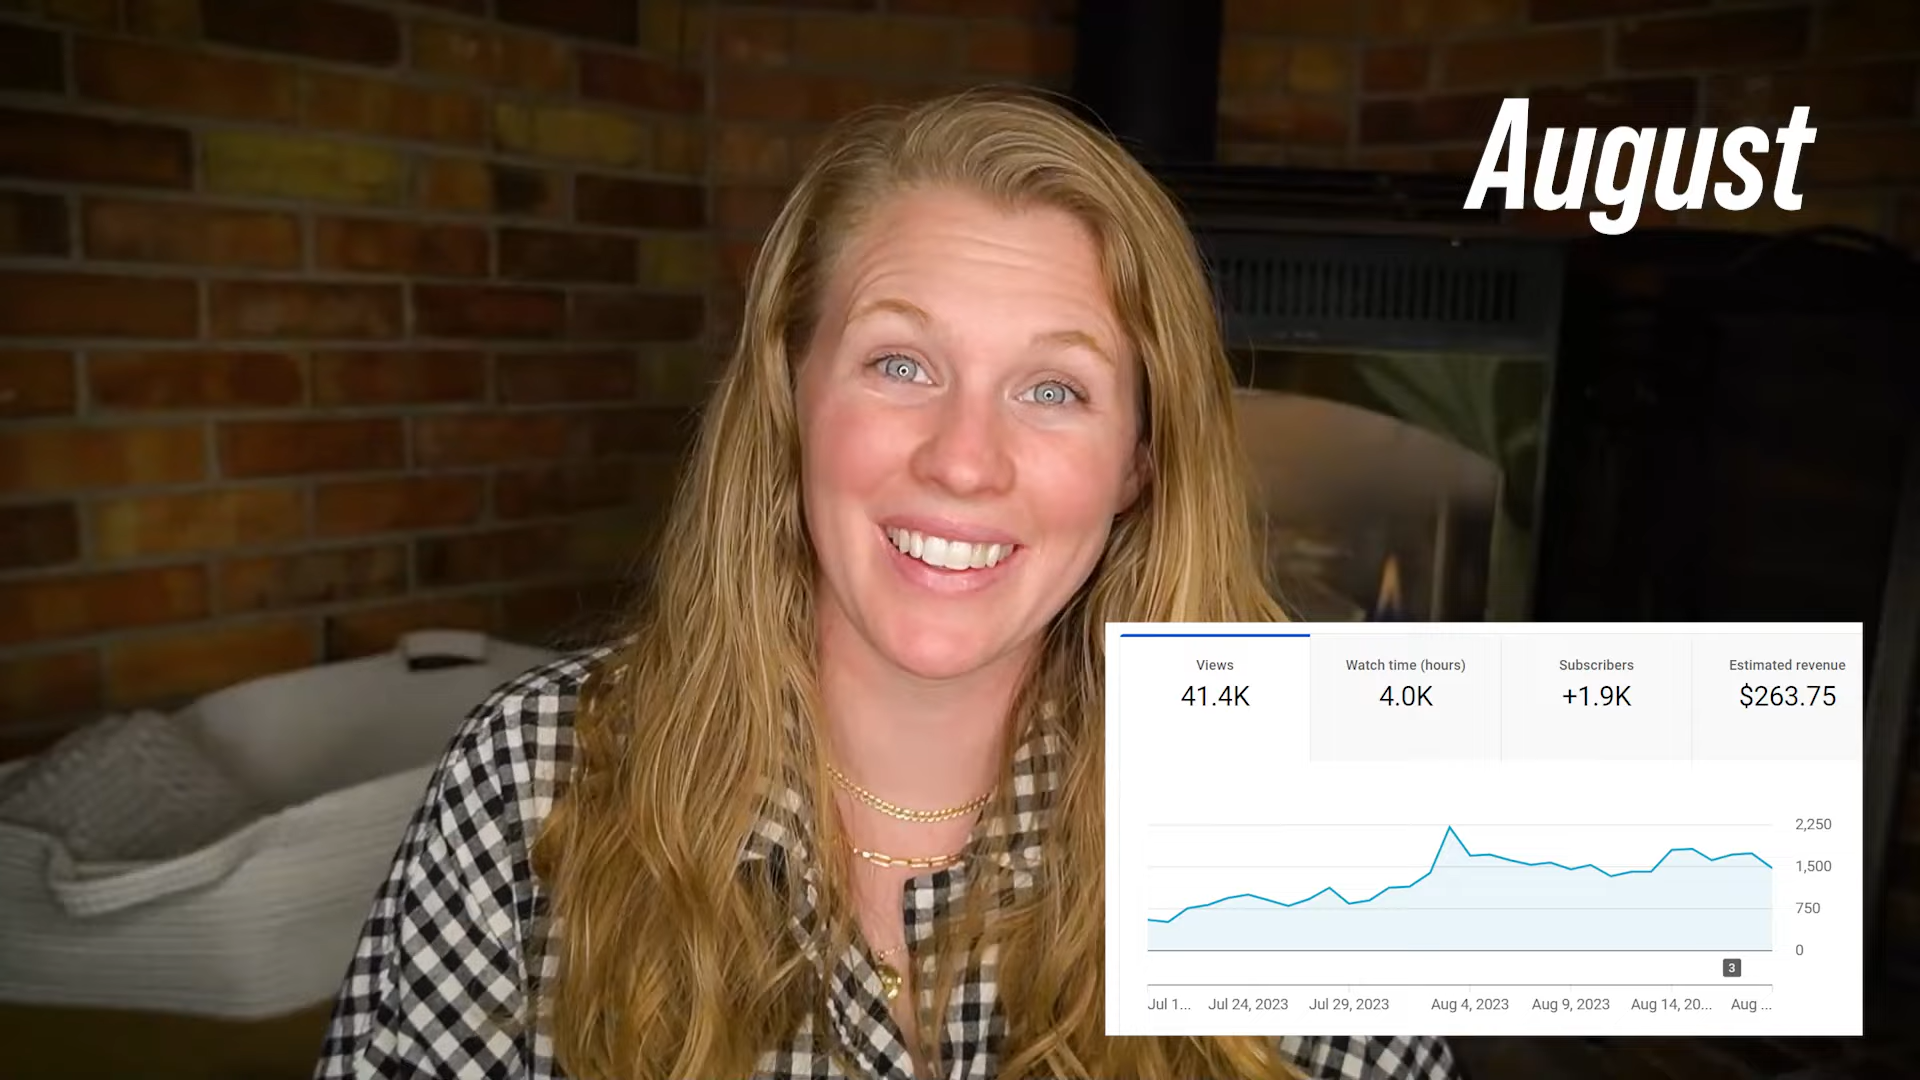 August
Views
Watch time (hours)
Subscribers
Estimated revenue
41.4K
4.0K
+1.9K
$263.75
2,250
1,500
750
0
3
Jul 1... Jul 24, 2023 Jul 29, 2023 Aug 4, 2023 Aug 9, 2023 Aug 14, 20... Aug ...